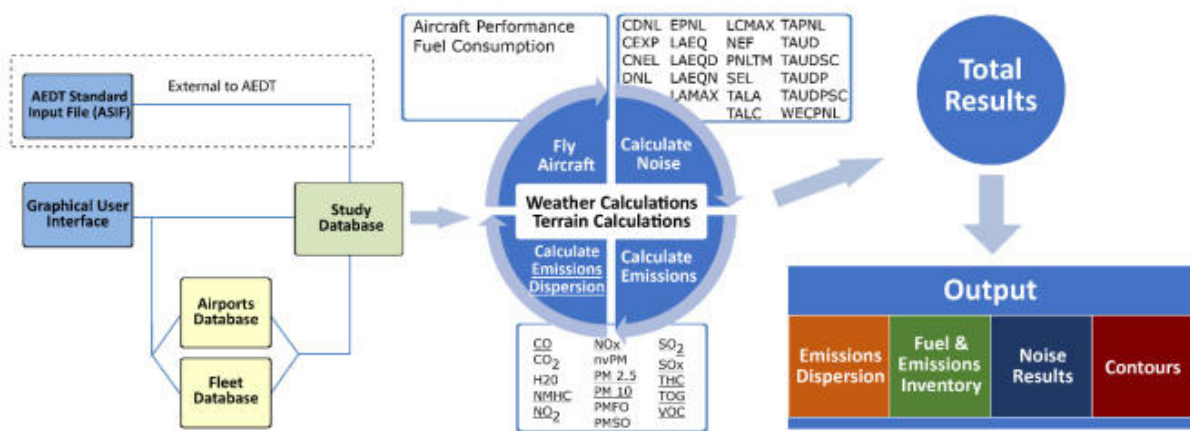 External to AEDT
AEDT Standard
Input File (ASIF)
Graphical User
Interface
Airports
Database
Fleet
Database
Study
Database
Aircraft Performance
Fuel Consumption
CDNL EPNL LCMAX TAPNL
CEXP LAEQ NEF TAUD
CNEL LAEQD PNLTM TAUDSC
DNL LAEQN SEL TAUDP
LAMAX TALA TAUDPSC
TALC WECPNL
Fly
Aircraft
Calculate
Noise
Weather Calculations
Terrain Calculations
Calculate
Emissions
Dispersion
Calculate
Emissions
CO NOx SO2
CO2 nvPM SOx
H20 PM 2.5 THC
NMHC PM 10 TOG
NO2 PMFO VOC
PMSO
Total
Results
Output
Emissions
Dispersion
Fuel &
Emissions
Inventory
Noise
Results
Contours